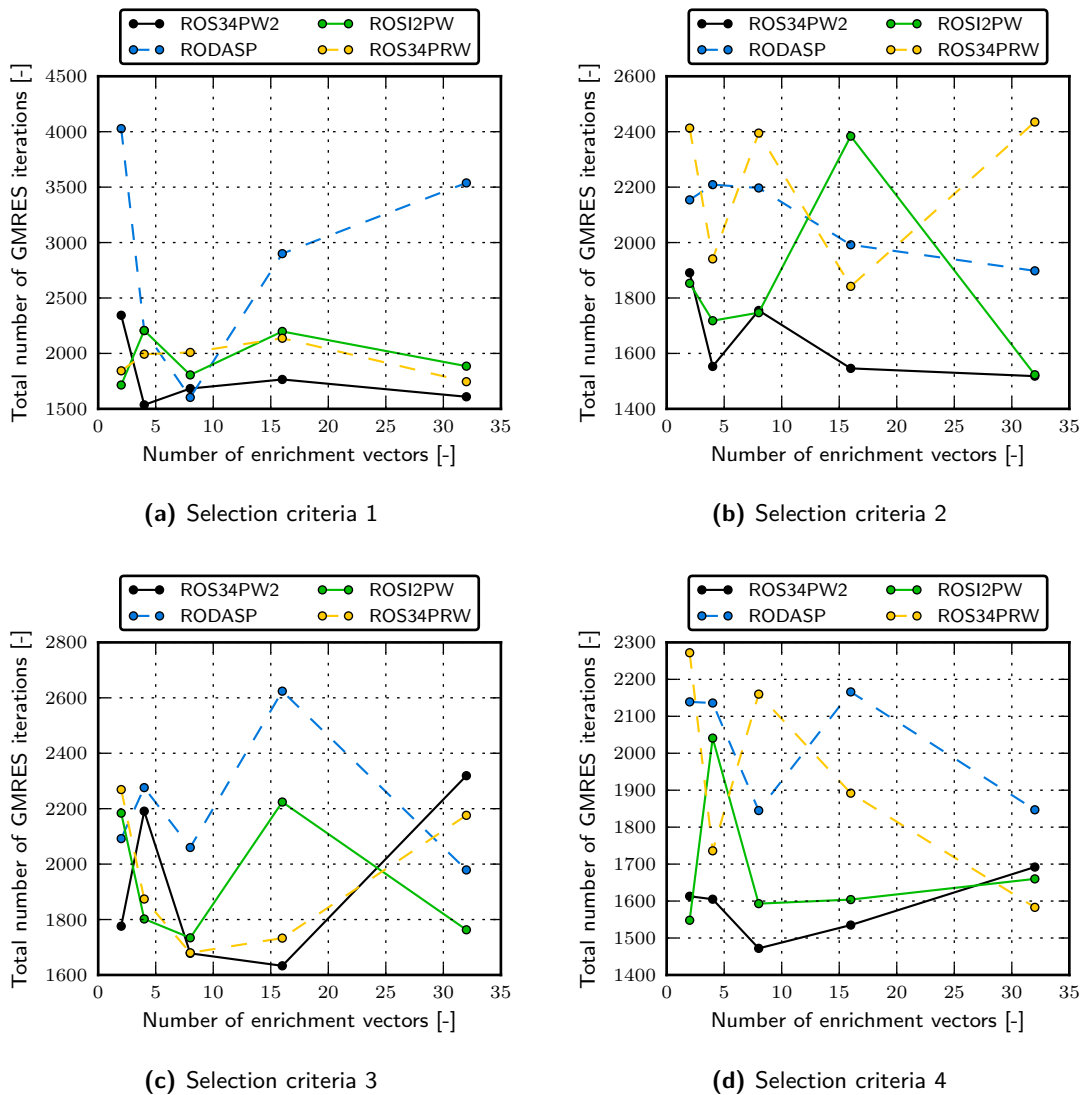 ROS34PW2 ROSI2PW
RODASP ROS34PRW
Total number of GMRES iterations [-]
4500
4000
3500
3000
2500
2000
1500
0 5 10 15 20 25 30 35
Number of enrichment vectors [-]
(a) Selection criteria 1
ROS34PW2 ROSI2PW
RODASP ROS34PRW
Total number of GMRES iterations [-]
2600
2400
2200
2000
1800
1600
1400
0 5 10 15 20 25 30 35
Number of enrichment vectors [-]
(b) Selection criteria 2
ROS34PW2 ROSI2PW
RODASP ROS34PRW
Total number of GMRES iterations [-]
2800
2600
2400
2200
2000
1800
1600
0 5 10 15 20 25 30 35
Number of enrichment vectors [-]
(c) Selection criteria 3
ROS34PW2 ROSI2PW
RODASP ROS34PRW
Total number of GMRES iterations [-]
2300
2200
2100
2000
1900
1800
1700
1600
1500
1400
0 5 10 15 20 25 30 35
Number of enrichment vectors [-]
(d) Selection criteria 4